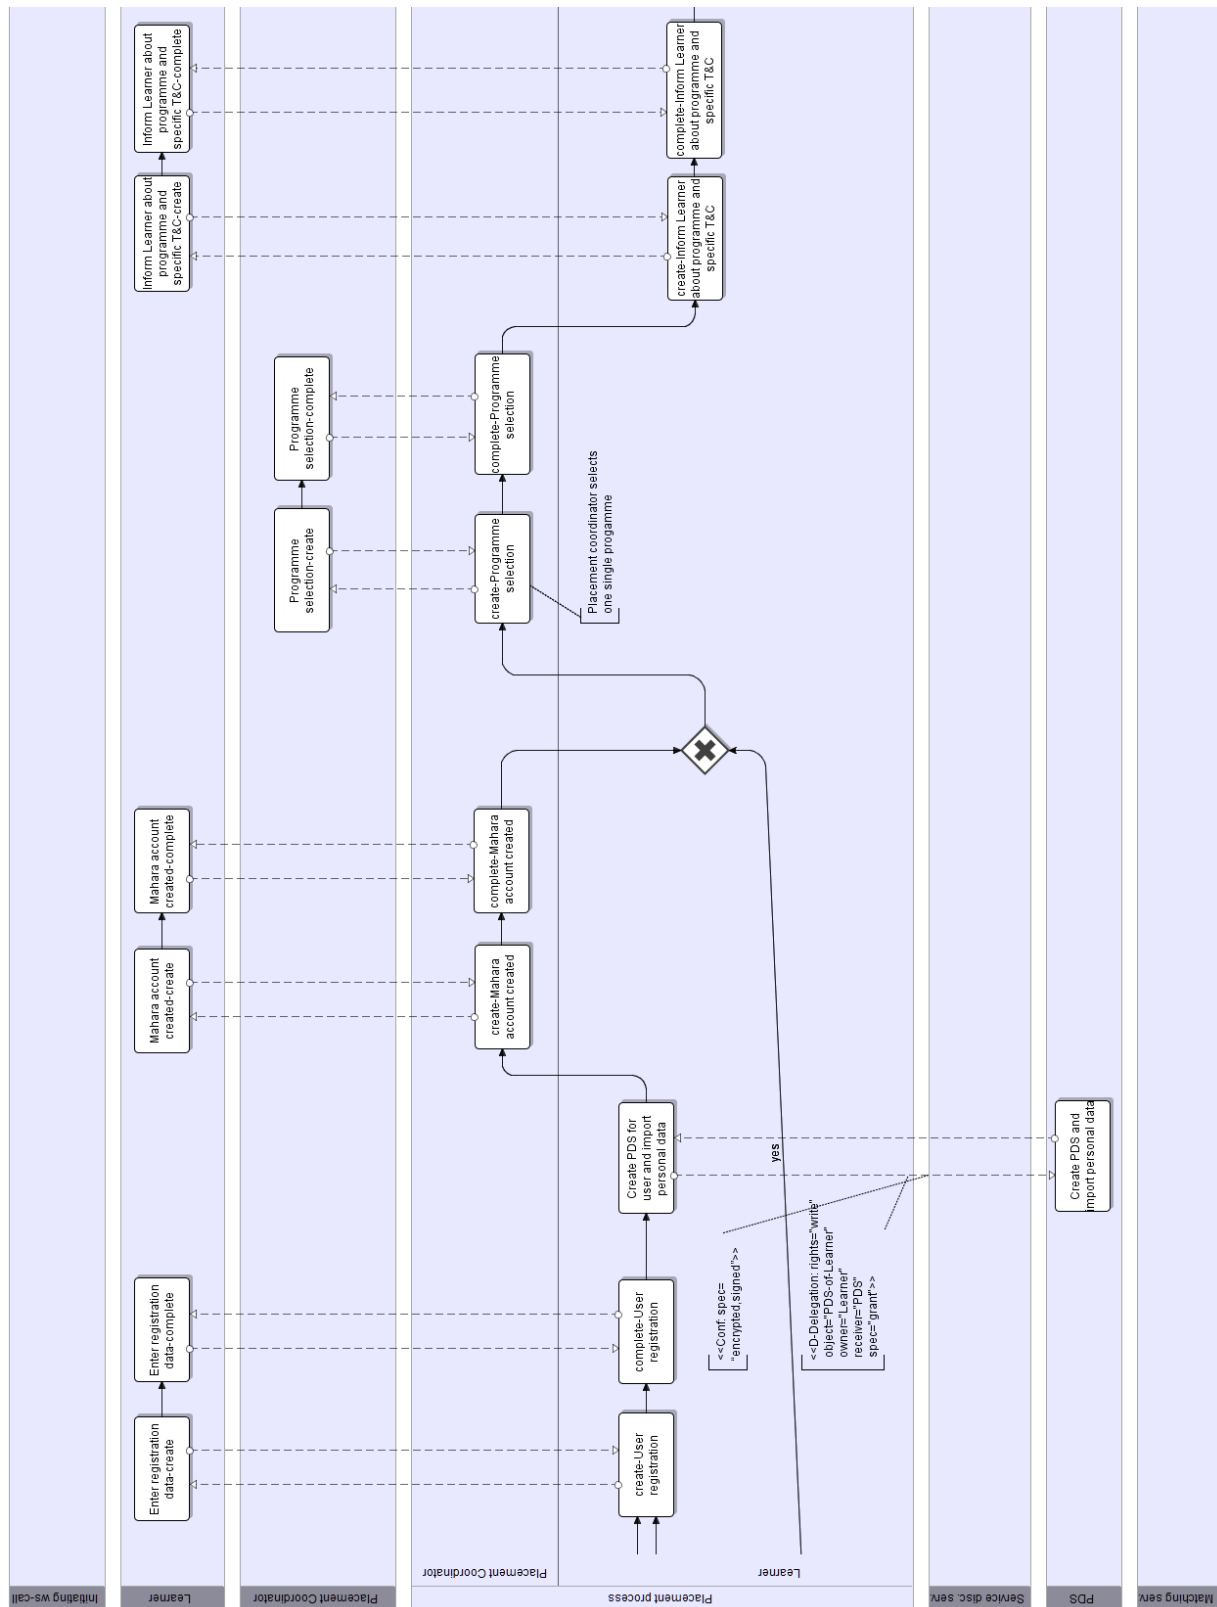 Initiating ws-call
Learner
Enter registration
data-create
Enter registration
data-complete
Mahara account
created-create
Mahara account
created-complete
Inform Learner about
programme and
specific T&C-create
Inform Learner about
programme and
specific T&C-complete
Placement Coordinator
Programme
selection-create
Programme
selection-complete
Placement process
Placement Coordinator
create-Mahara
account created
complete-Mahara
account created
create-Programme
selection
complete-Programme
selection
Placement coordinator selects
one single progamme
Learner
create-User
registration
complete-User
registration
Create PDS for
user and import
personal data
create-Inform Learner
about programme and
specific T&C
complete-Inform Learner
about programme and
specific T&C
<<Conf: spec=
"encrypted,signed">>
yes
<<D-Delegation: rights="write"
object="PDS-of-Learner"
owner="Learner"
receiver="PDS"
spec="grant">>
Service disc. serv.
PDS
Create PDS and
import personal data
Matching serv.